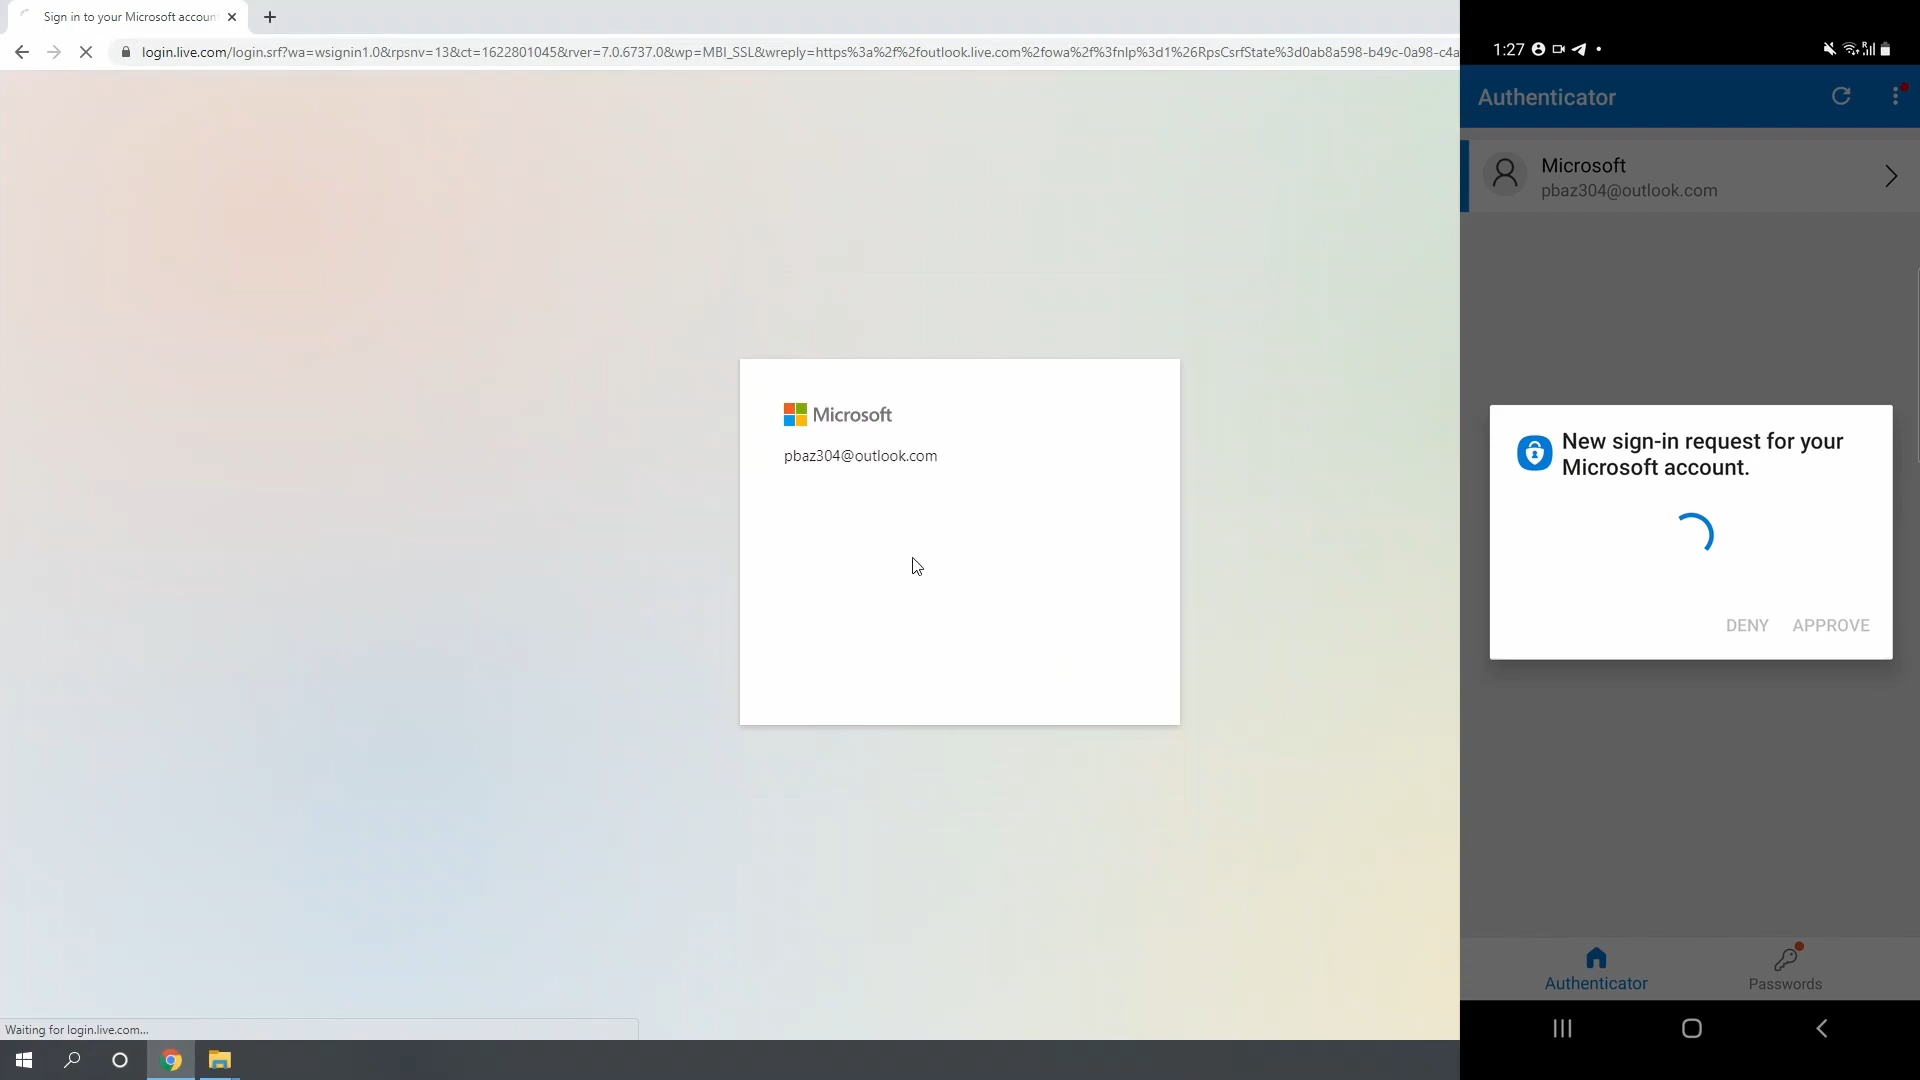 Sign in to your Microsoft accoun
login.live.com/login.srf?wa=wsignin1.0&rpsnv=13&ct=1622801045&rver=7.0.6737.0&wp=MBI_SSL&wreply=https%3a%2f%2foutlook.live.com%2fowa%2f%3fnlp%3d1%26RpsCsrfState%3d0ab8a598-b49c-0a98-c4a
Microsoft
pbaz304@outlook.com
Waiting for login.live.com...
1:27
Authenticator
Microsoft
pbaz304@outlook.com
New sign-in request for your
Microsoft account.
DENY APPROVE
Authenticator Passwords